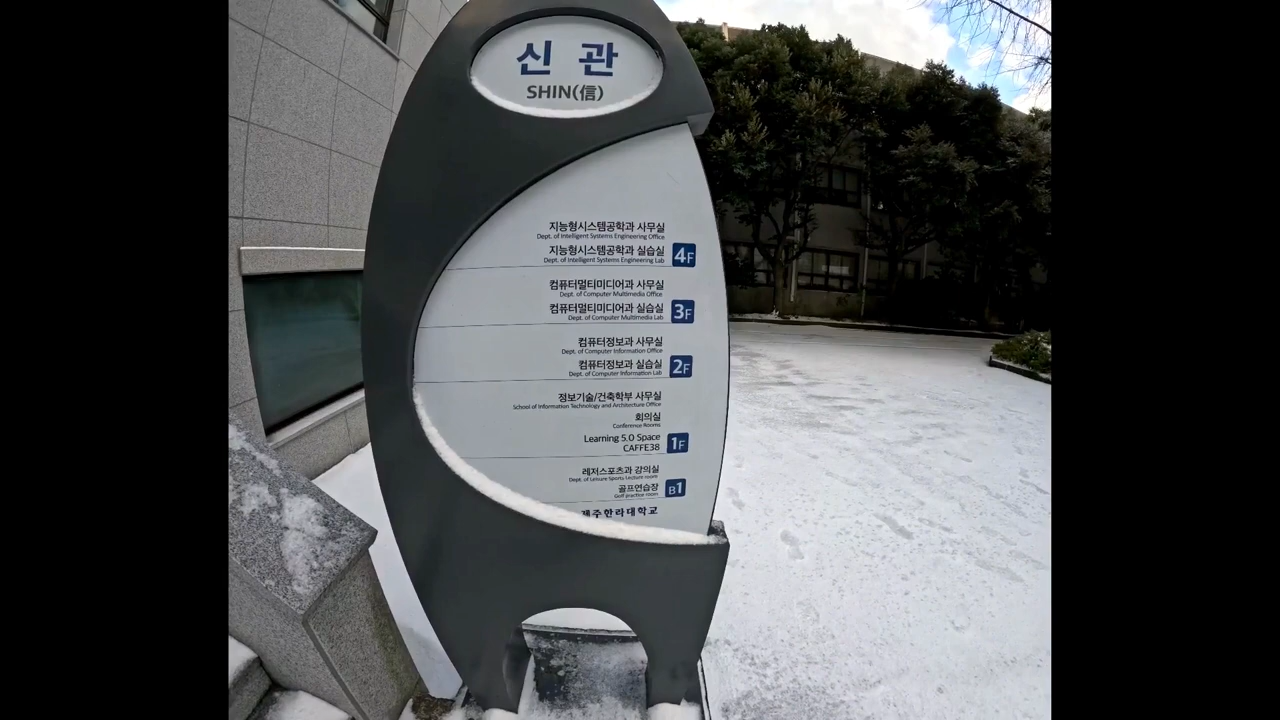 신 관
SHIN(信)
지능형시스템공학과 사무실
Dept. of Intelligent Systems Engineering Office
지능형시스템공학과 실습실
Dept. of Intelligent Systems Engineering Lab
4F
컴퓨터멀티미디어과 사무실
Dept. of Computer Multimedia Office
컴퓨터멀티미디어과 실습실
Dept. of Computer Multimedia Lab
3F
컴퓨터정보과 사무실
Dept. of Computer Information Office
컴퓨터정보과 실습실
Dept. of Computer Information Lab
2F
정보기술/건축학부 사무실
School of Information Technology and Architecture Office
회의실
Conference Rooms
Learning 5.0 Space
CAFFE38
1F
레저스포츠과 강의실
Dept. of Leisure Sports Lecture room
골프연습장
Golf practice room
B1
제주한라대학교